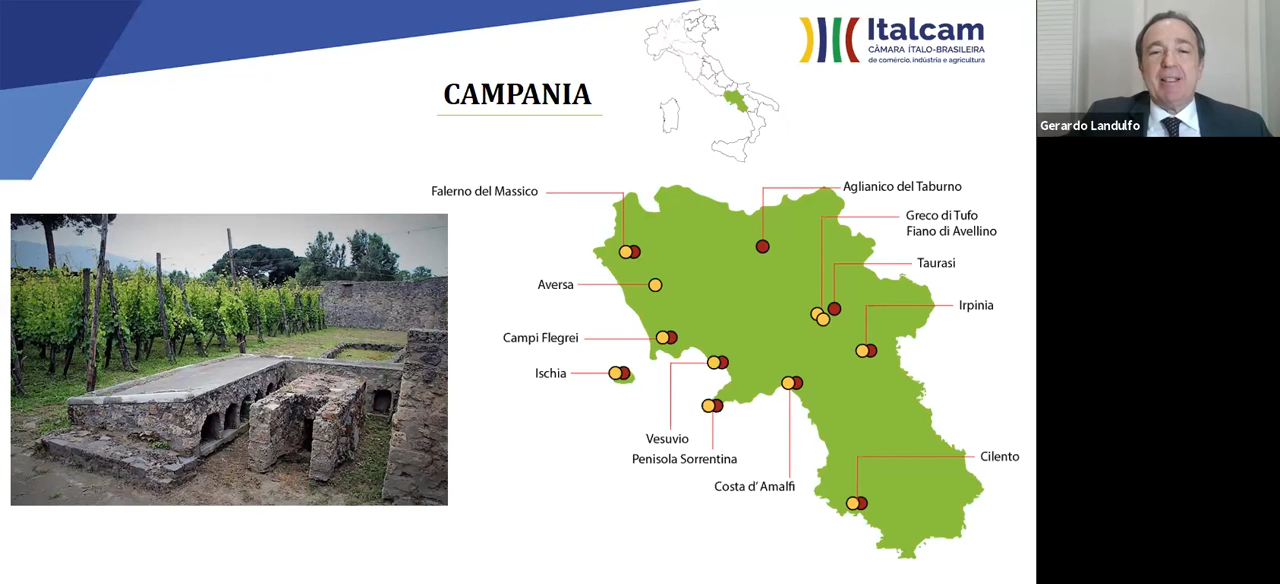 Italcam
CÂMARA ÍTALO-BRASILEIRA
de comércio, indústria e agricultura
CAMPANIA
Gerardo Landulfo
Falerno del Massico
Aglianico del Taburno
Greco di Tufo
Fiano di Avellino
Taurasi
Aversa
Irpinia
Campi Flegrei
Ischia
Vesuvio
Penisola Sorrentina
Cilento
Costa d' Amalfi